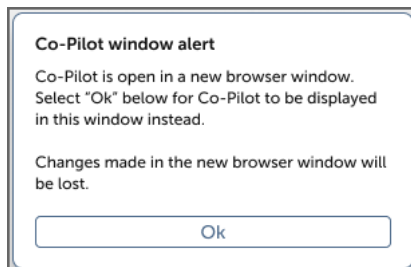 Co-Pilot window alert
Co-Pilot is open in a new browser window.
Select “Ok” below for Co-Pilot to be displayed
in this window instead.
Changes made in the new browser window will
be lost.
Ok